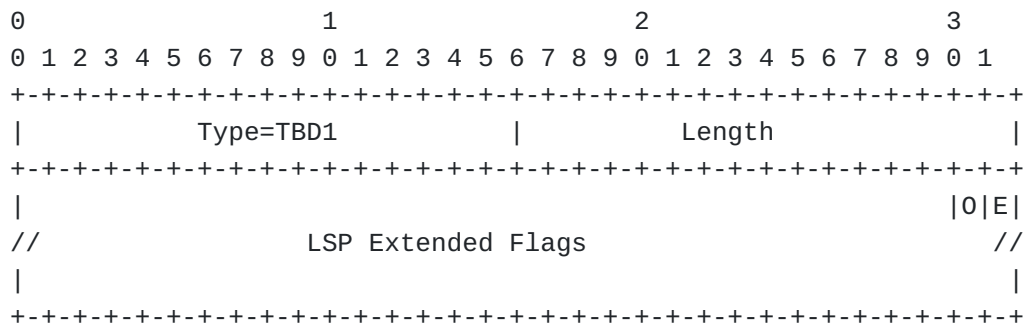 0                   1                   2                   3
0 1 2 3 4 5 6 7 8 9 0 1 2 3 4 5 6 7 8 9 0 1 2 3 4 5 6 7 8 9 0 1
+-+-+-+-+-+-+-+-+-+-+-+-+-+-+-+-+-+-+-+-+-+-+-+-+-+-+-+-+-+-+-+-+
|           Type=TBD1           |          Length               |
+-+-+-+-+-+-+-+-+-+-+-+-+-+-+-+-+-+-+-+-+-+-+-+-+-+-+-+-+-+-+-+-+
|                                                           |O|E|
//                 LSP Extended Flags                          //
|                                                               |
+-+-+-+-+-+-+-+-+-+-+-+-+-+-+-+-+-+-+-+-+-+-+-+-+-+-+-+-+-+-+-+-+